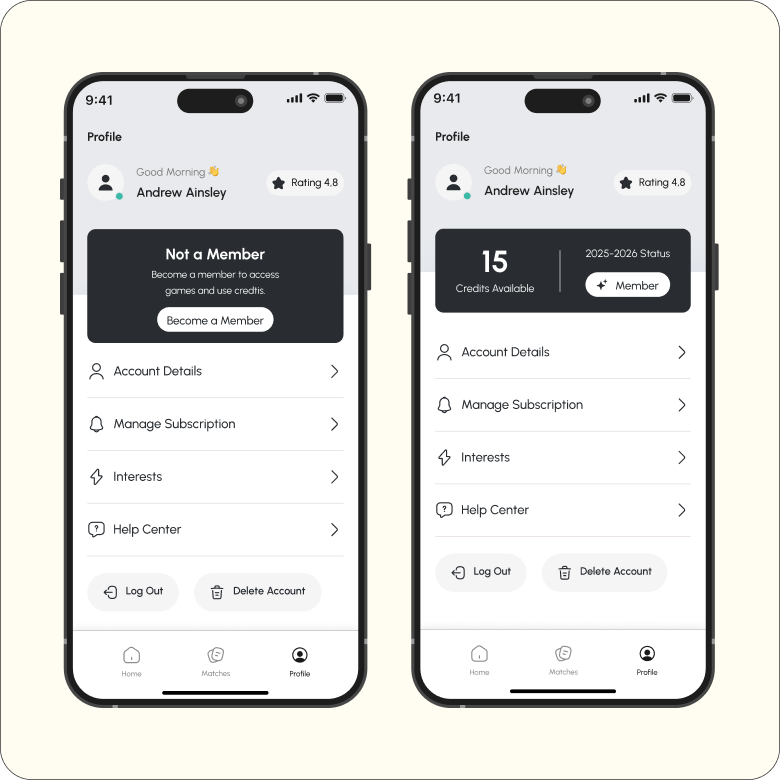 9:41
Profile
Good Morning 👋
Andrew Ainsley
Rating 4,8
Not a Member
Become a member to access
games and use credits.
Become a Member
Account Details
Manage Subscription
Interests
Help Center
Log Out
Delete Account
Home
Matches
Profile
9:41
Profile
Good Morning 👋
Andrew Ainsley
Rating 4,8
15
Credits Available
2025-2026 Status
Member
Account Details
Manage Subscription
Interests
Help Center
Log Out
Delete Account
Home
Matches
Profile